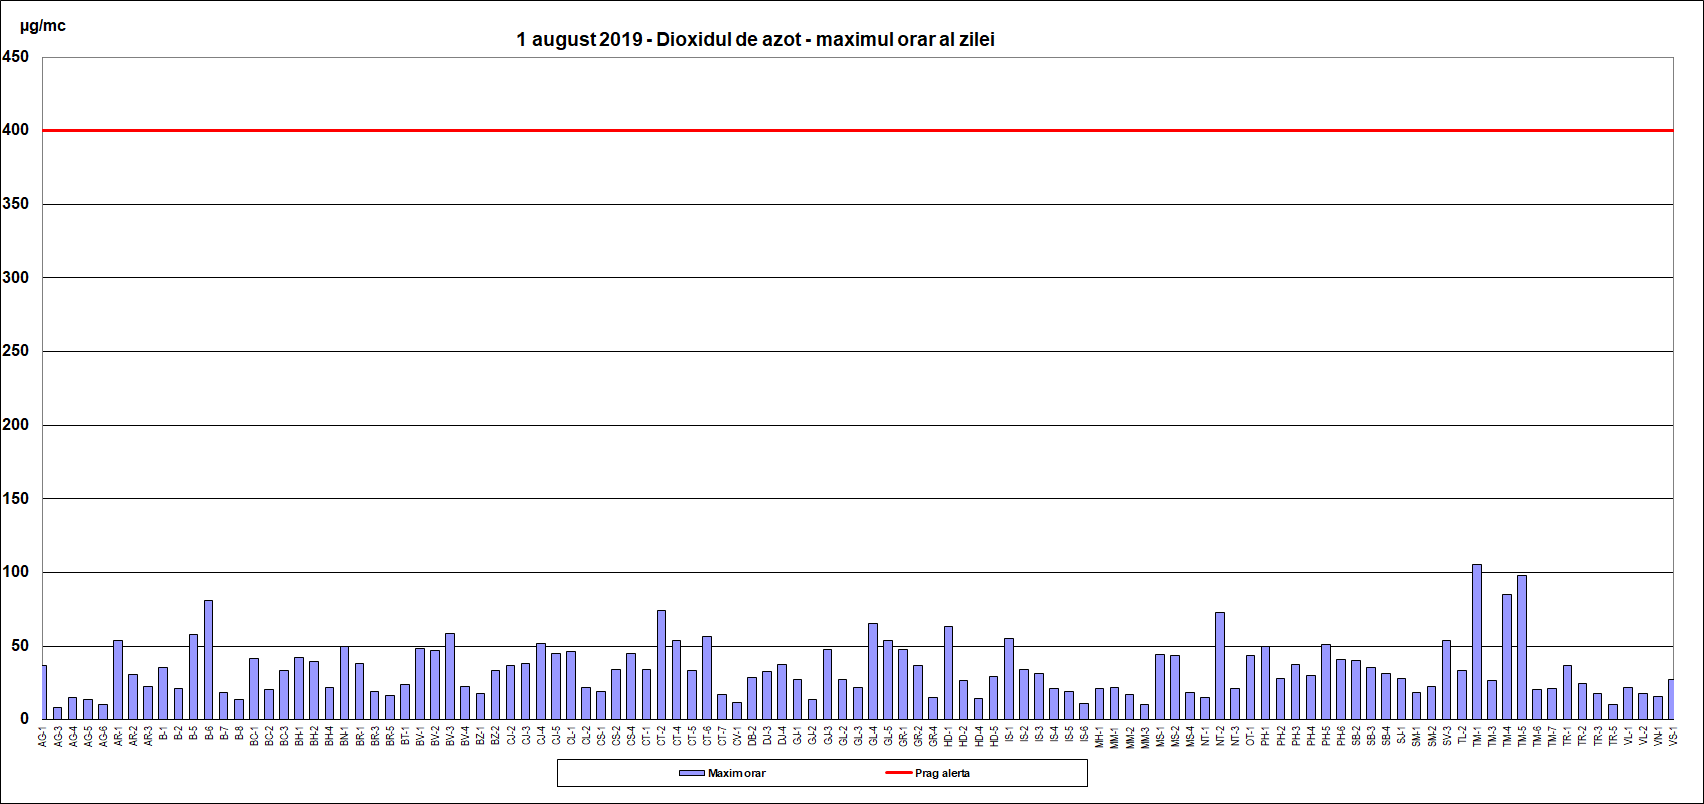 µg/mc
1 august 2019 - Dioxidul de azot - maximul orar al zilei
450
400
350
300
250
200
150
100
50
0
AG-1
AG-3
AG-4
AG-5
AG-6
AR-1
AR-2
AR-3
B-1
B-2
B-5
B-6
B-7
B-8
BC-1
BC-2
BC-3
BH-1
BH-2
BH-4
BN-1
BR-1
BR-3
BR-5
BT-1
BV-1
BV-2
BV-3
BV-4
BZ-1
BZ-2
CJ-2
CJ-3
CJ-4
CJ-5
CL-1
CL-2
CS-1
CS-2
CS-4
CT-1
CT-2
CT-4
CT-5
CT-6
CT-7
CV-1
DB-2
DJ-3
DJ-4
GJ-1
GJ-2
GJ-3
GL-2
GL-3
GL-4
GL-5
GR-1
GR-2
GR-4
HD-1
HD-2
HD-4
HD-5
IS-1
IS-2
IS-3
IS-4
IS-5
IS-6
MH-1
MM-1
MM-2
MM-3
MS-1
MS-2
MS-4
NT-1
NT-2
NT-3
OT-1
PH-1
PH-2
PH-3
PH-4
PH-5
PH-6
SB-2
SB-3
SB-4
SJ-1
SM-1
SM-2
SV-3
TL-2
TM-1
TM-3
TM-4
TM-5
TM-6
TM-7
TR-1
TR-2
TR-3
TR-5
VL-1
VL-2
VN-1
VS-1
Maxim orar
Prag alerta